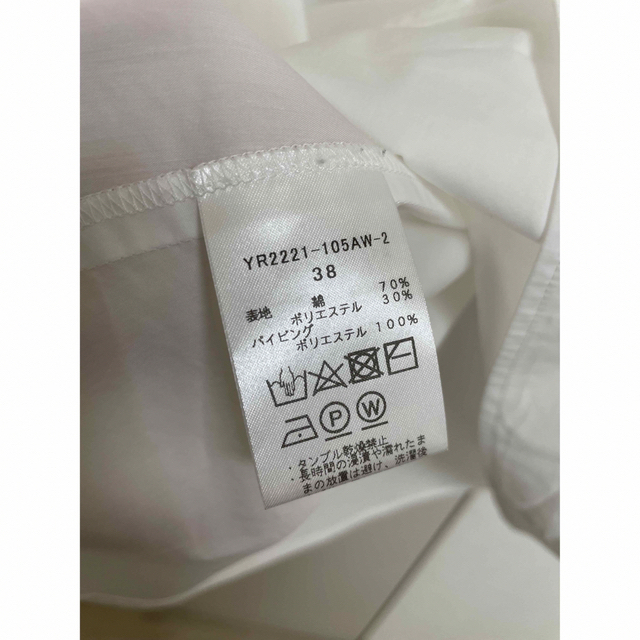 YR2221-105AW-2
38
表地 綿 70%
ポリエステル 30%
パイピング
ポリエステル 100%
P W
・タンブル乾燥禁止
・長時間の浸漬や濡れたま
まの放置は避け、洗濯後